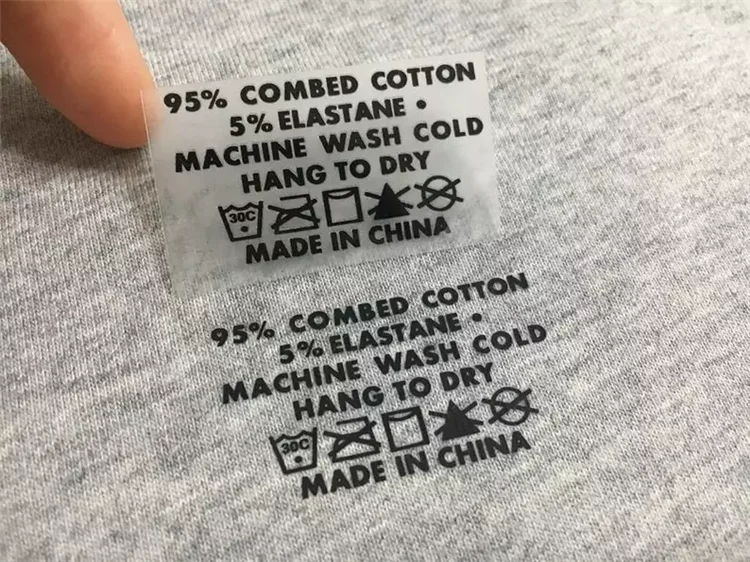 95% COMBED COTTON
5% ELASTANE •
MACHINE WASH COLD
HANG TO DRY
30C
MADE IN CHINA
95% COMBED COTTON
5% ELASTANE •
MACHINE WASH COLD
HANG TO DRY
30C
MADE IN CHINA